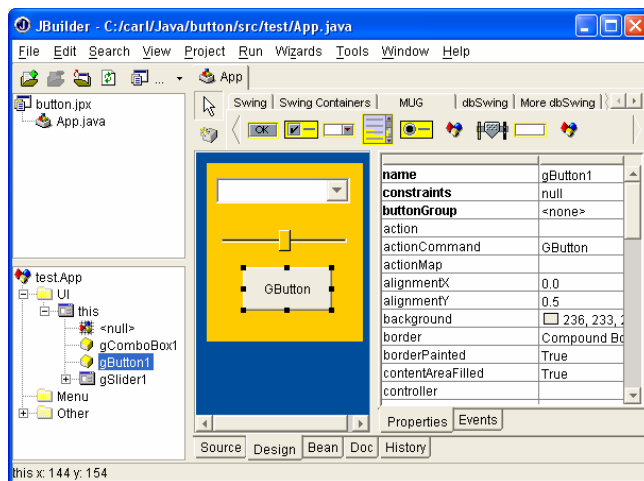 JBuilder - C:/carl/Java/button/src/test/App.java
File Edit Search View Project Run Wizards Tools Window Help
App
button.jpx
App.java
Swing Swing Containers MUG dbSwing More dbSwing
OK
test.App
UI
this
<null>
gComboBox1
gButton1
gSlider1
Menu
Other
GButton
name gButton1
constraints null
buttonGroup <none>
action
actionCommand GButton
actionMap
alignmentX 0.0
alignmentY 0.5
background 236, 233, 2
border Compound Bo
borderPainted True
contentAreaFilled True
controller
Properties Events
Source Design Bean Doc History
this x: 144 y: 154